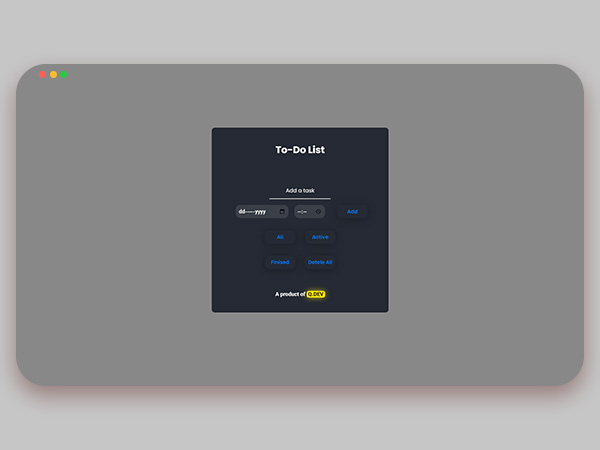 To-Do List
Add a task
dd----yyyy --:-- Add
All Active
Finised Delete All
A product of Q.DEV